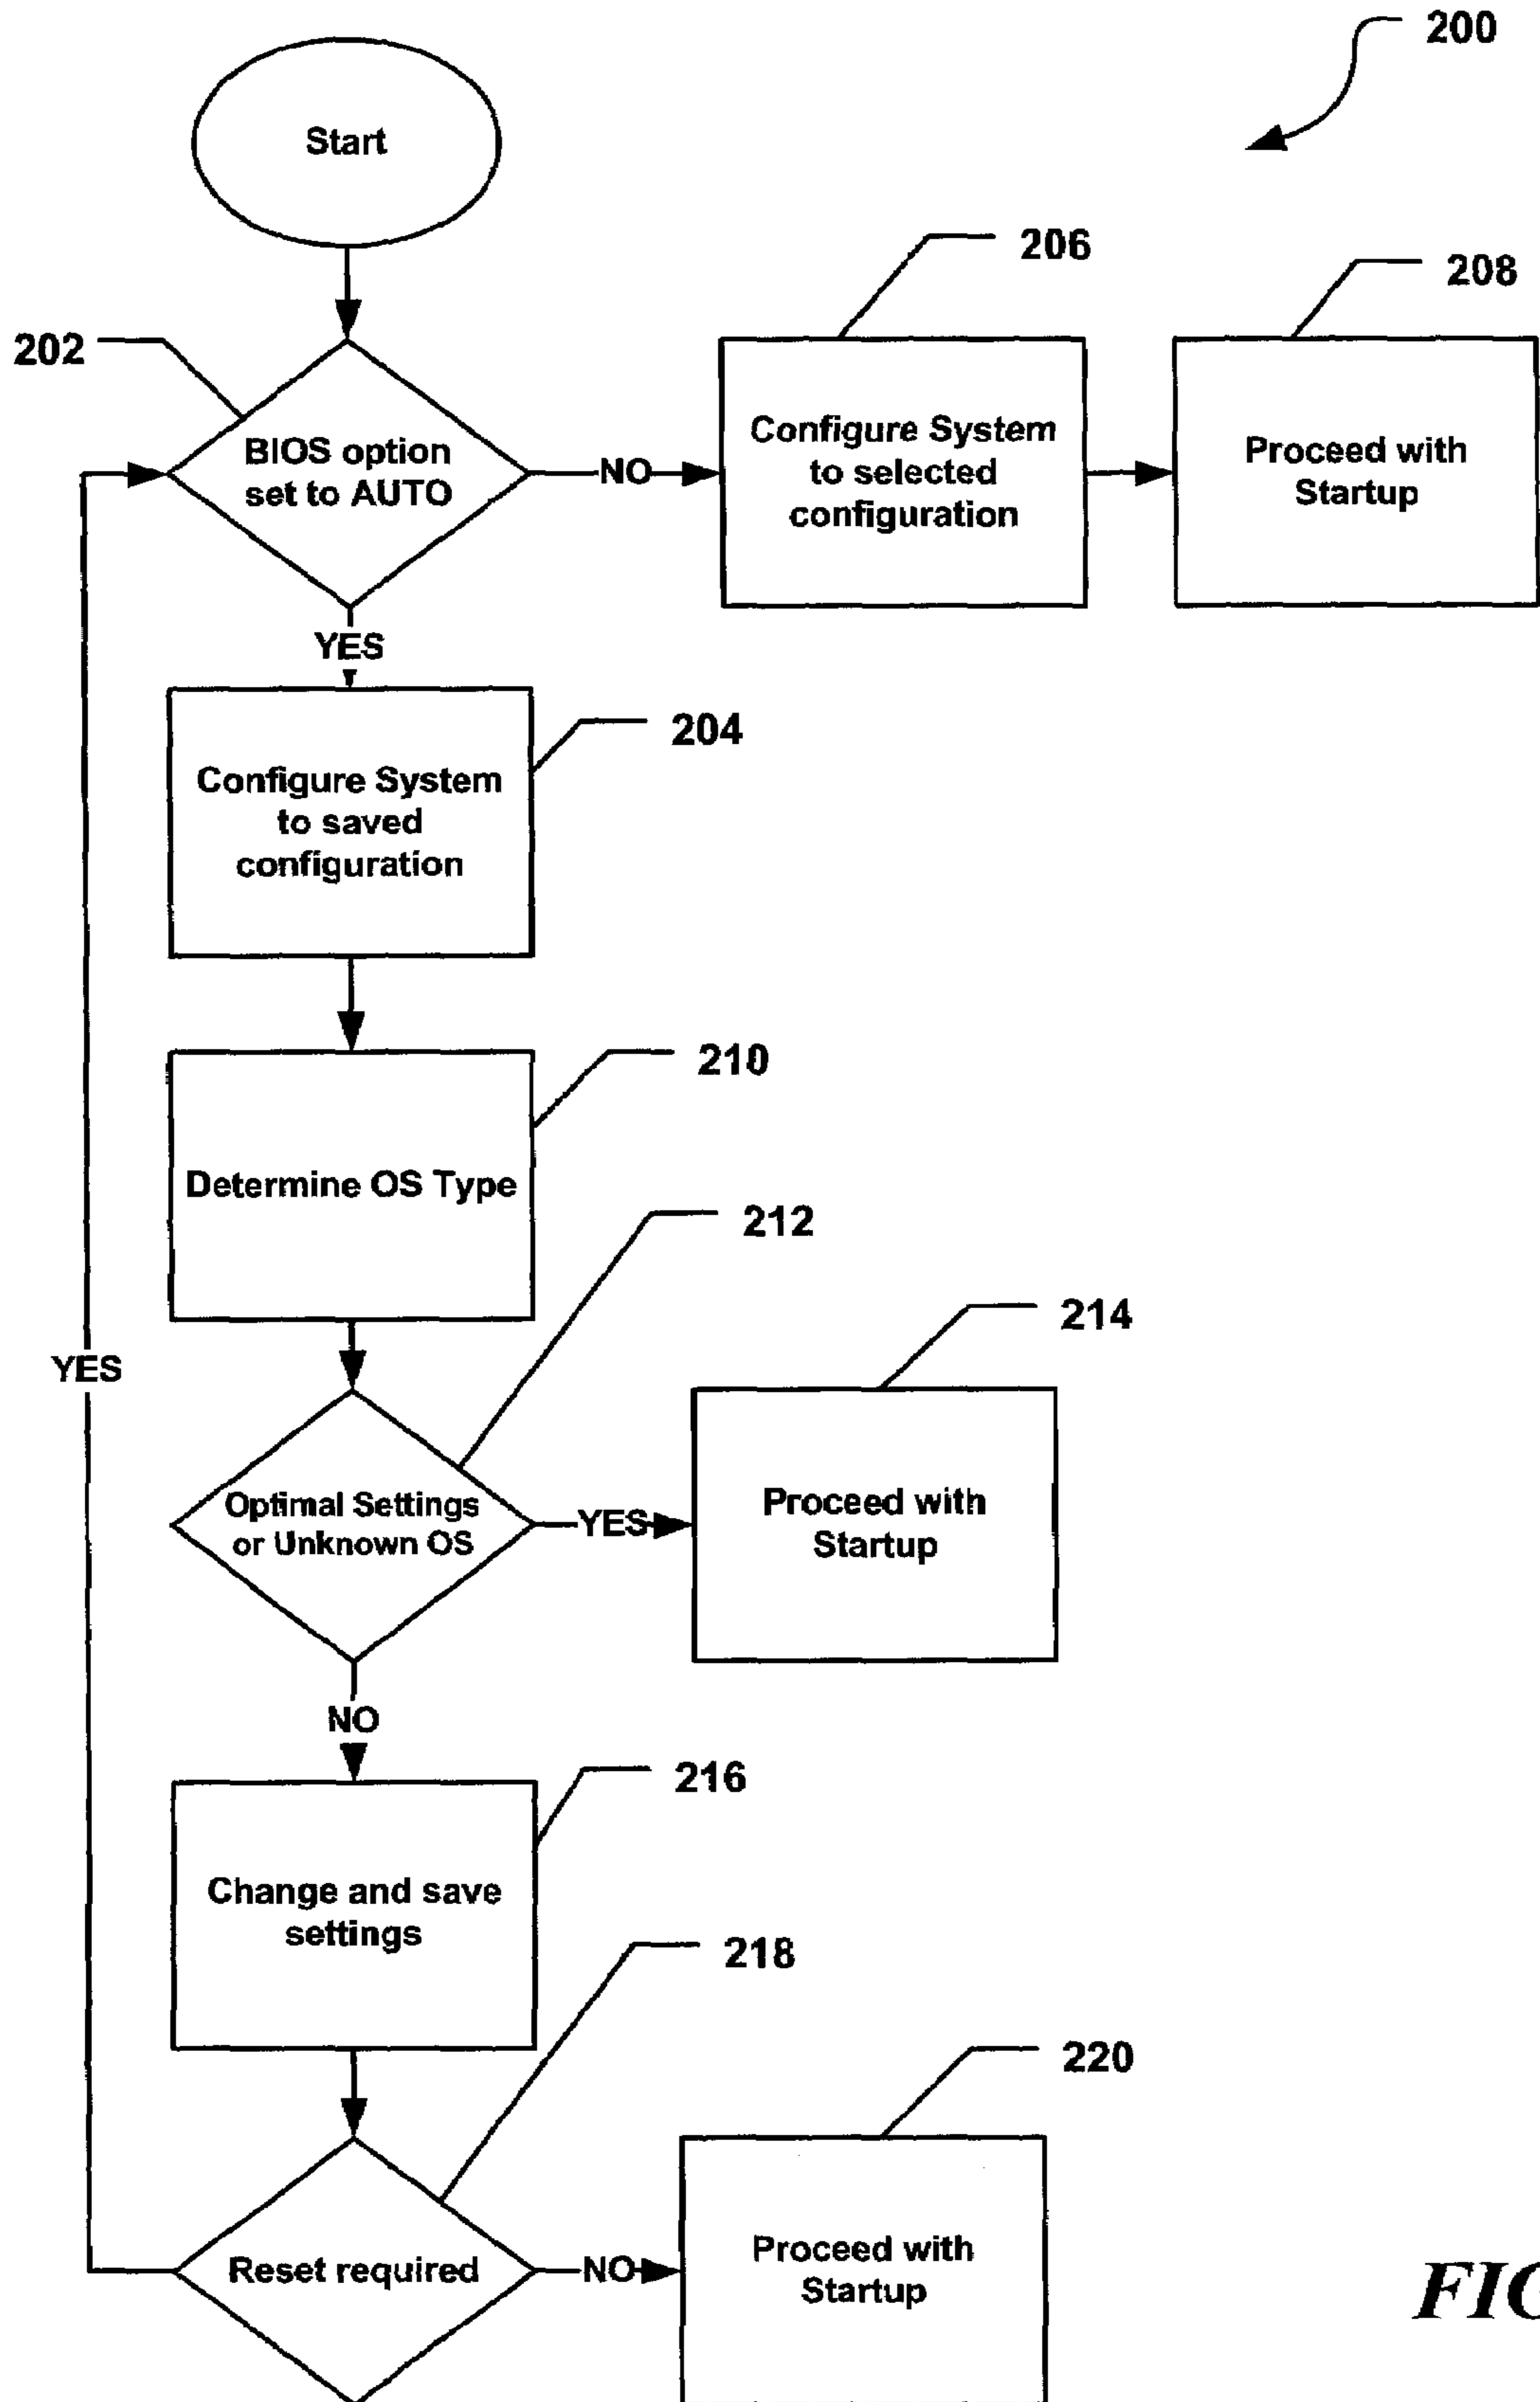 200
Start
206
208
202
BIOS option
set to AUTO
NO
Configure System
to selected
configuration
Proceed with
Startup
YES
204
Configure System
to saved
configuration
210
Determine OS Type
212
214
YES
Optimal Settings
or Unknown OS
YES
Proceed with
Startup
NO
216
Change and save
settings
218
220
Reset required
NO
Proceed with
Startup
FIG